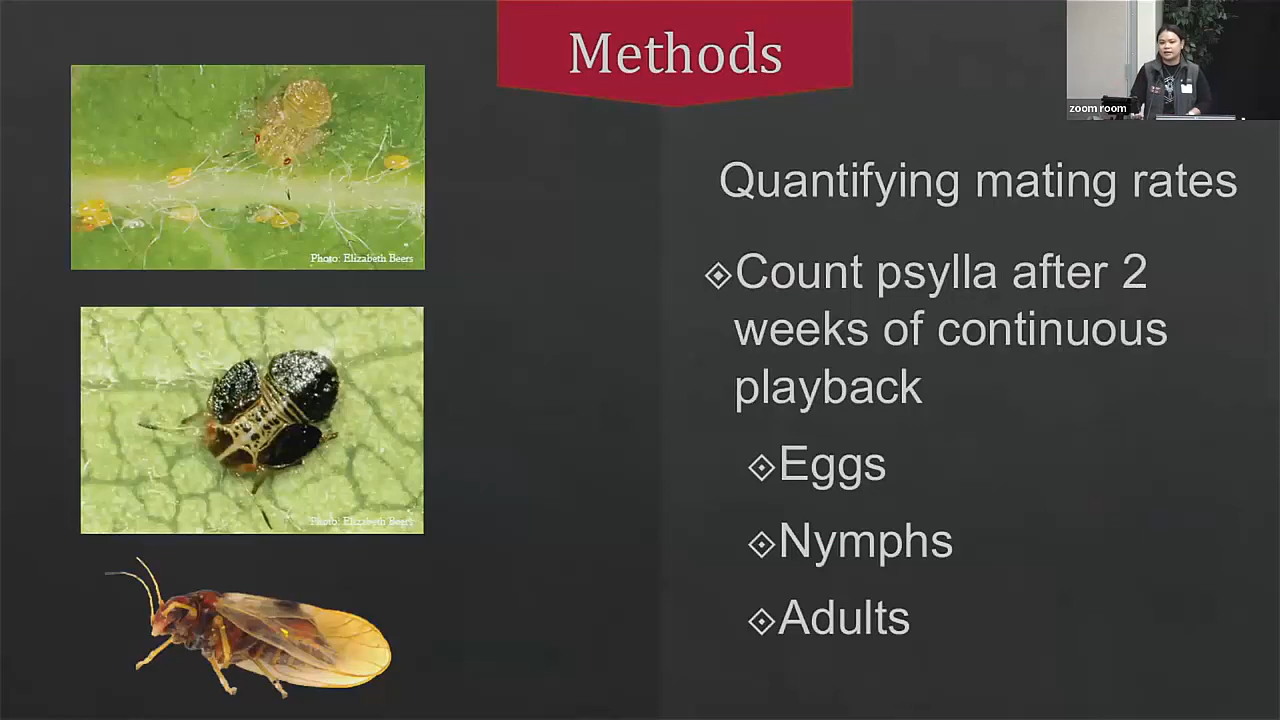 Methods
zoom room
Photo: Elizabeth Beers
Photo: Elizabeth Beers
Quantifying mating rates
Count psylla after 2
weeks of continuous
playback
Eggs
Nymphs
Adults